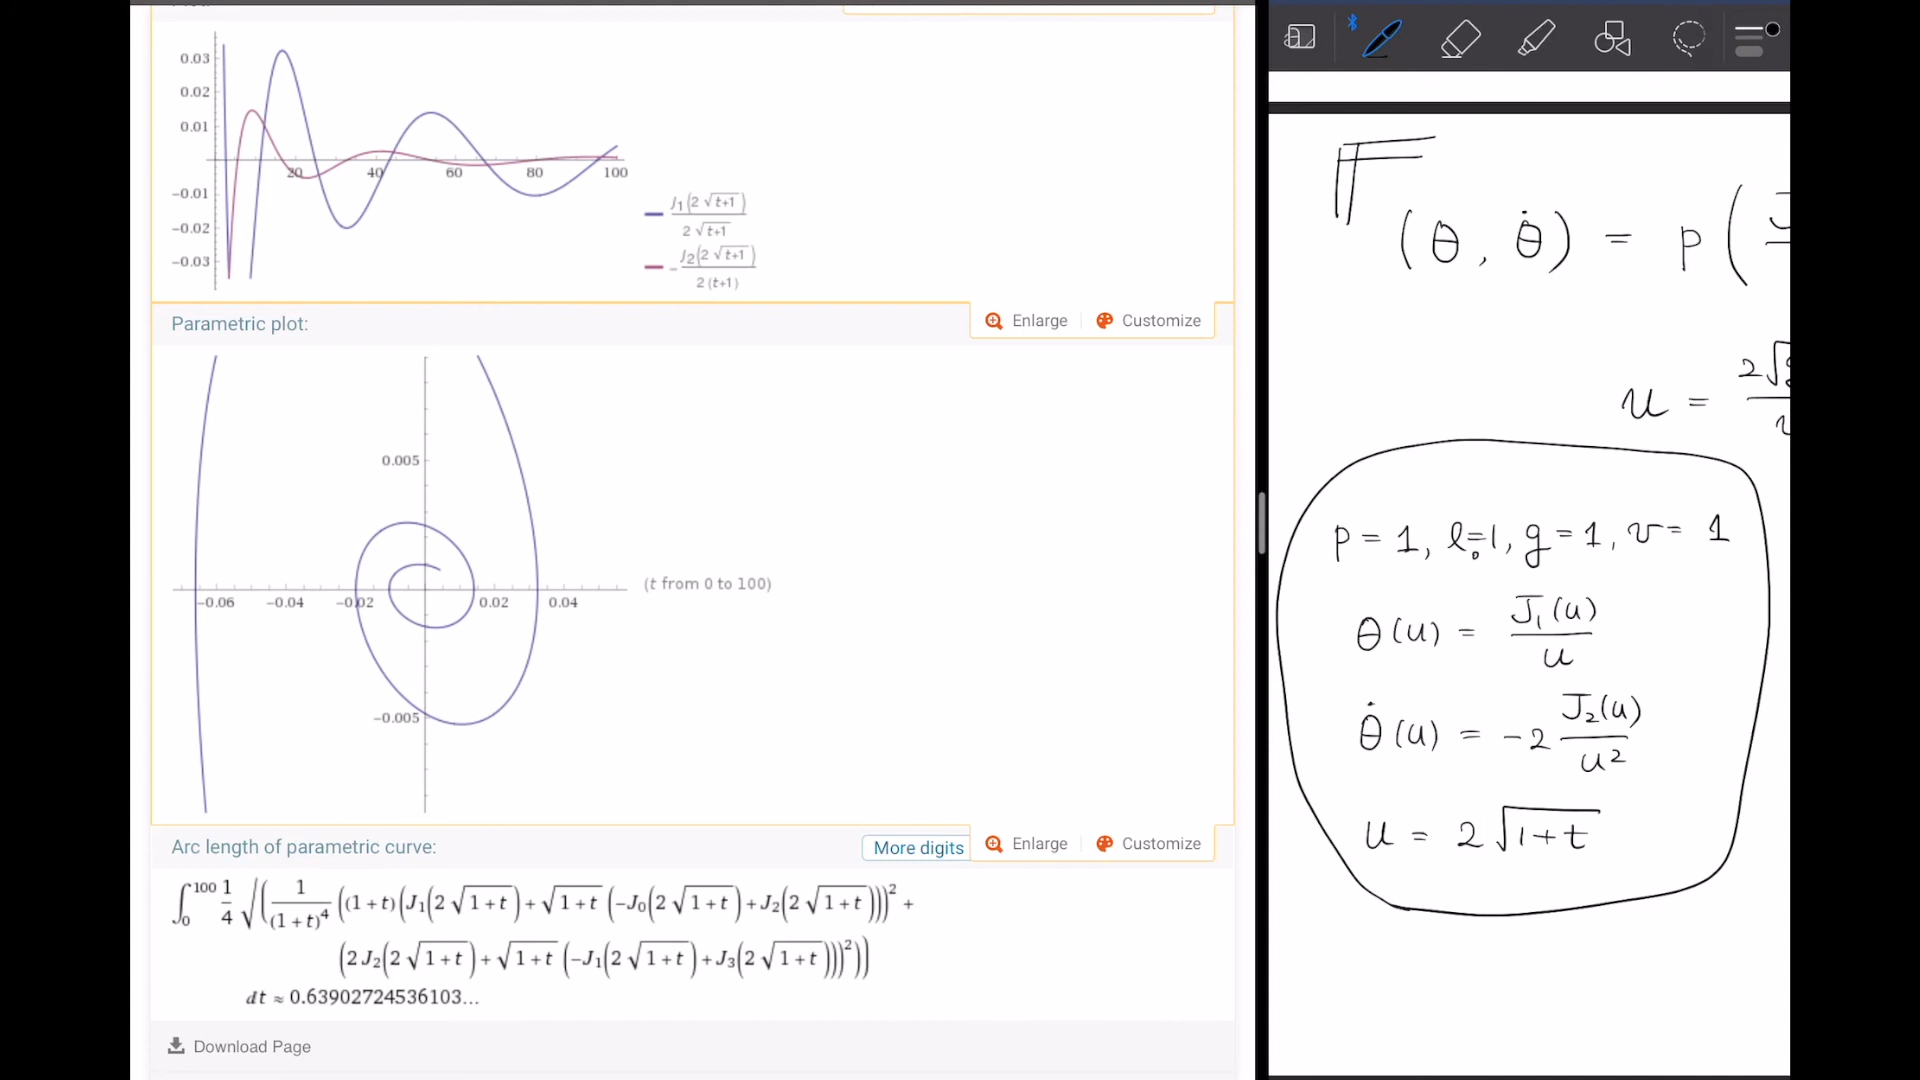 0.03
0.02
0.01
−0.01
−0.02
−0.03
20 40 60 80 100
J₁(2 √t+1)
2 √t+1
− J₂(2 √t+1)
2 (t+1)
Parametric plot:
Enlarge
Customize
0.005
−0.06 −0.04 −0.02 0.02 0.04
−0.005
(t from 0 to 100)
Arc length of parametric curve:
More digits
Enlarge
Customize
∫₀¹⁰⁰ 1/4 √(1/(1+t)⁴ ((1+t)(J₁(2√1+t)+√1+t (−J₀(2√1+t)+J₂(2√1+t)))² +
(2 J₂(2√1+t)+√1+t (−J₁(2√1+t)+J₃(2√1+t)))²))
dt ≈ 0.63902724536103...
Download Page
(θ, θ̇) = p (
u = 2√
p = 1, l₀=1, g = 1, v = 1
θ(u) = J₁(u)/u
θ̇(u) = −2 J₂(u)/u²
u = 2 √1+t